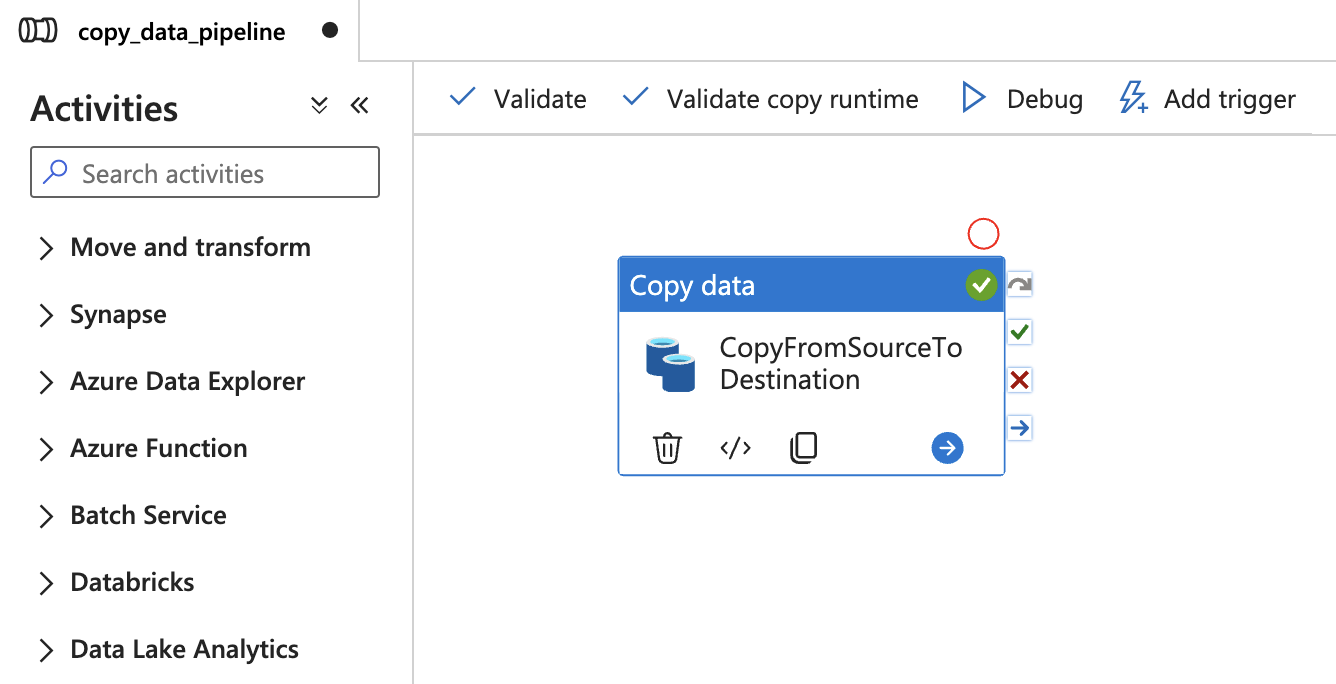 copy_data_pipeline
Activities
Search activities
Move and transform
Synapse
Azure Data Explorer
Azure Function
Batch Service
Databricks
Data Lake Analytics
Validate
Validate copy runtime
Debug
Add trigger
Copy data
CopyFromSourceTo
Destination